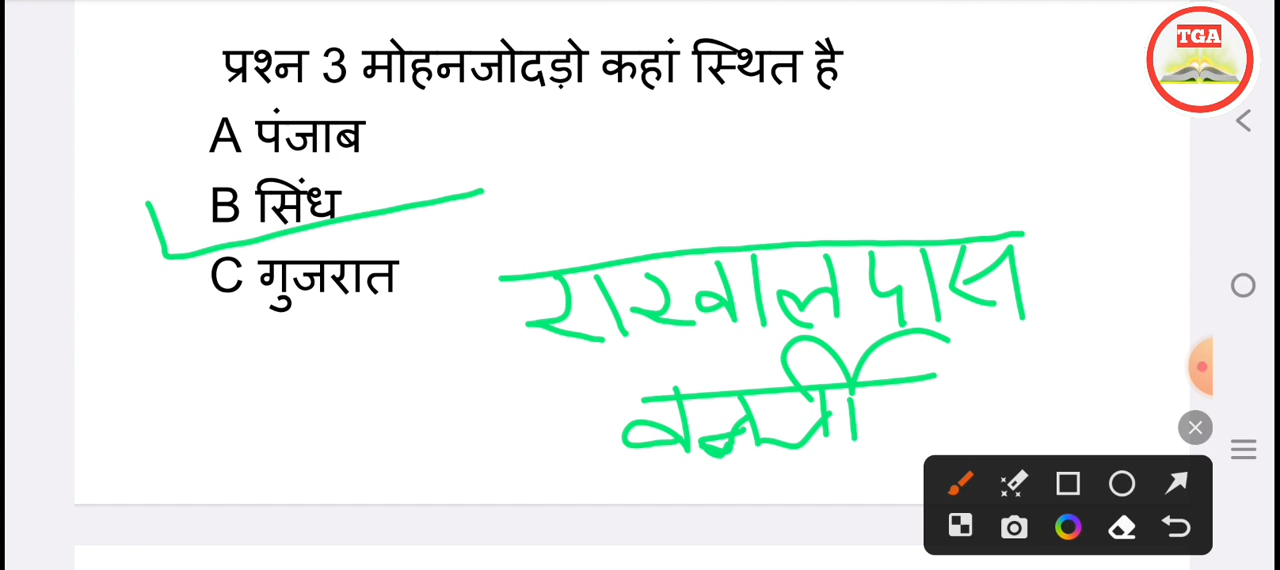 TGA
प्रश्न 3 मोहनजोदड़ो कहां स्थित है
A पंजाब
B सिंध
C गुजरात
राखालदास
बनर्जी